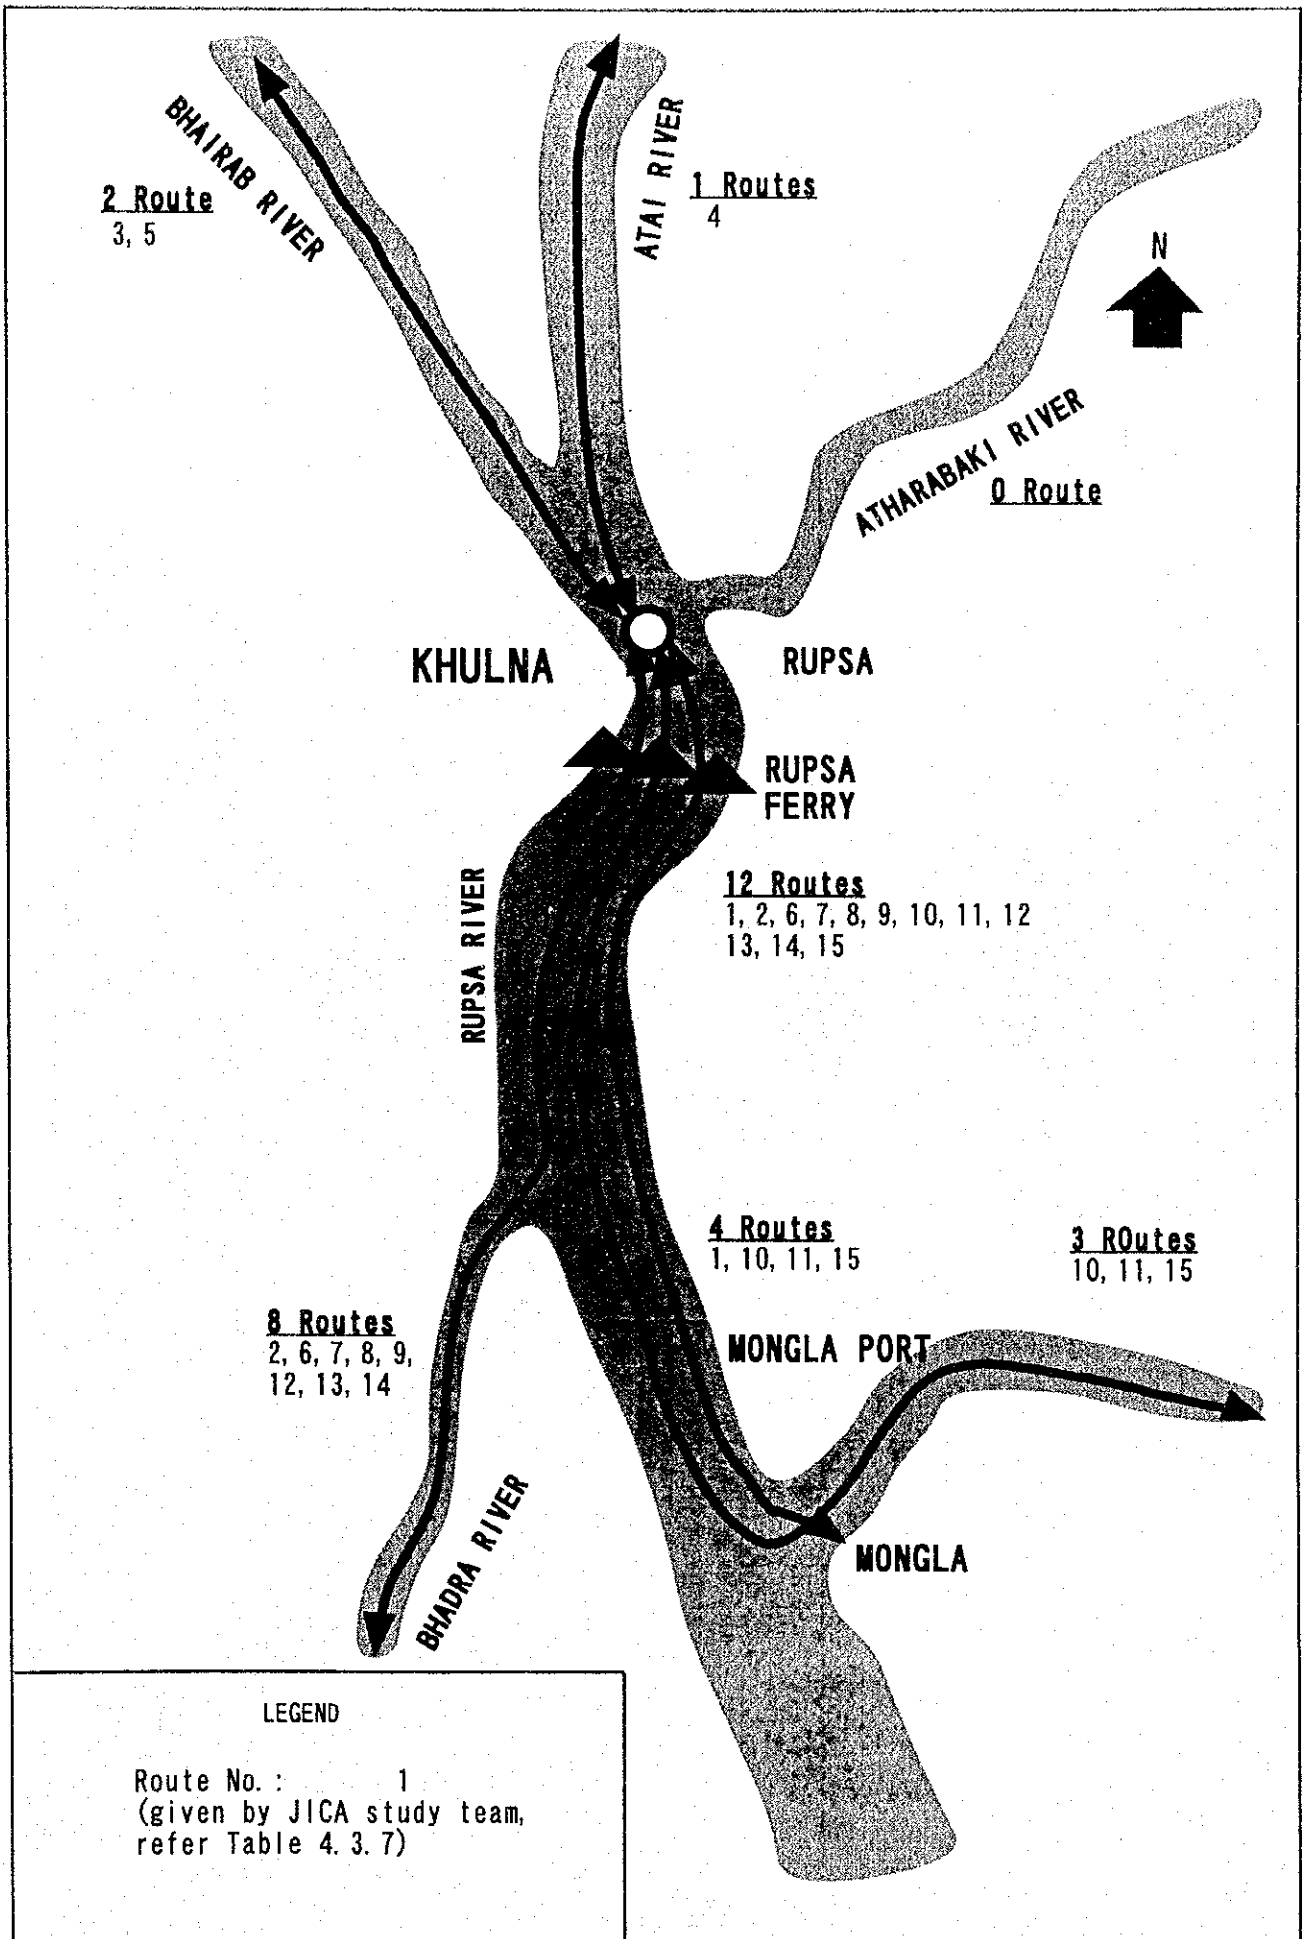 BHAIRAB RIVER
2 Route
3, 5
ATAI RIVER
1 Routes
4
N
ATHARABAKI RIVER
0 Route
KHULNA
RUPSA
RUPSA
FERRY
RUPSA RIVER
12 Routes
1, 2, 6, 7, 8, 9, 10, 11, 12
13, 14, 15
4 Routes
1, 10, 11, 15
3 ROutes
10, 11, 15
8 Routes
2, 6, 7, 8, 9,
12, 13, 14
MONGLA PORT
BHADRA RIVER
MONGLA
LEGEND
Route No. : 1
(given by JICA study team,
refer Table 4. 3. 7)